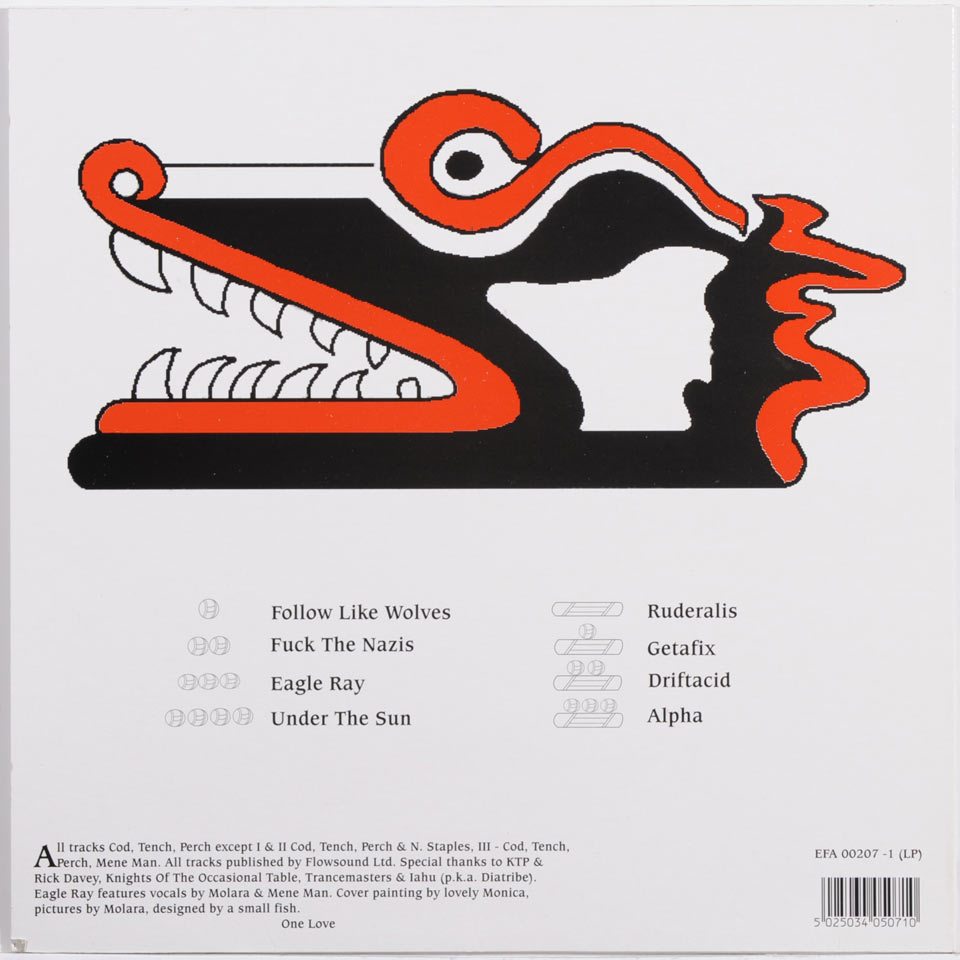 Follow Like Wolves
Fuck The Nazis
Eagle Ray
Under The Sun
Ruderalis
Getafix
Driftacid
Alpha
All tracks Cod, Tench, Perch except I & II Cod, Tench, Perch & N. Staples, III - Cod, Tench,
Perch, Mene Man. All tracks published by Flowsound Ltd. Special thanks to KTP &
Rick Davey, Knights Of The Occasional Table, Trancemasters & Iahu (p.k.a. Diatribe).
Eagle Ray features vocals by Molara & Mene Man. Cover painting by lovely Monica,
pictures by Molara, designed by a small fish.
One Love
EFA 00207 -1 (LP)
5 025034 050710